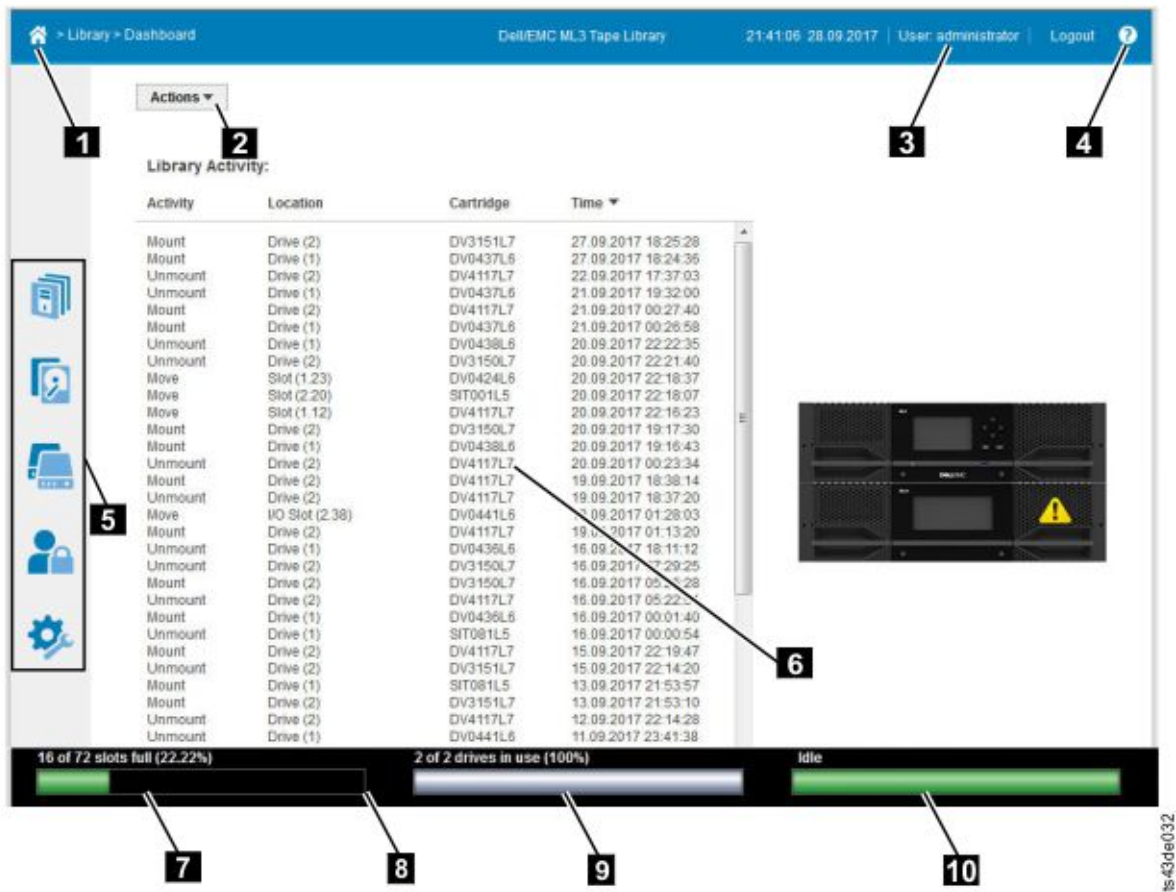 > Library > Dashboard Dell/EMC ML3 Tape Library 21:41:06 28.09.2017 | User: administrator | Logout ?
Actions
1 2 3 4
Library Activity:
Activity Location Cartridge Time
Mount Drive (2) DV3151L7 27.09.2017 18:25:28
Mount Drive (1) DV0437L6 27.09.2017 18:24:36
Unmount Drive (2) DV4117L7 22.09.2017 17:37:03
Unmount Drive (1) DV0437L6 21.09.2017 19:32:00
Mount Drive (2) DV4117L7 21.09.2017 00:27:40
Mount Drive (1) DV0437L6 21.09.2017 00:26:58
Unmount Drive (1) DV0438L6 20.09.2017 22:22:35
Unmount Drive (2) DV3150L7 20.09.2017 22:21:40
Move Slot (1.23) DV0424L6 20.09.2017 22:18:37
Move Slot (2.20) SIT001L5 20.09.2017 22:18:07
Move Slot (1.12) DV4117L7 20.09.2017 22:16:23
Mount Drive (2) DV3150L7 20.09.2017 19:17:30
Mount Drive (1) DV0438L6 20.09.2017 19:16:43
Unmount Drive (2) DV4117L7 20.09.2017 00:23:34
Mount Drive (2) DV4117L7 19.09.2017 18:38:14
Unmount Drive (2) DV4117L7 19.09.2017 18:37:20
5
Move I/O Slot (2.38) DV0441L6 01:28:03
Mount Drive (2) DV4117L7 01:13:20
Unmount Drive (1) DV0436L6 18:11:12
Unmount Drive (2) DV3150L7
Mount Drive (2) DV3150L7 16.09.2017
Unmount Drive (2) DV4117L7 16.09.2017
Mount Drive (1) DV0436L6 16.09.2017 00:01:40
Unmount Drive (1) SIT081L5 16.09.2017 00:00:54
Mount Drive (2) DV4117L7 15.09.2017 22:19:47
6
Unmount Drive (2) DV3151L7 15.09.2017 22:14:20
Mount Drive (1) SIT081L5 13.09.2017 21:53:57
Mount Drive (2) DV3151L7 13.09.2017 21:53:10
Unmount Drive (2) DV4117L7 12.09.2017 22:14:28
Unmount Drive (1) DV0441L6 11.09.2017 23:41:38
16 of 72 slots full (22.22%) 2 of 2 drives in use (100%) Idle
7 8 9 10
ts43de032